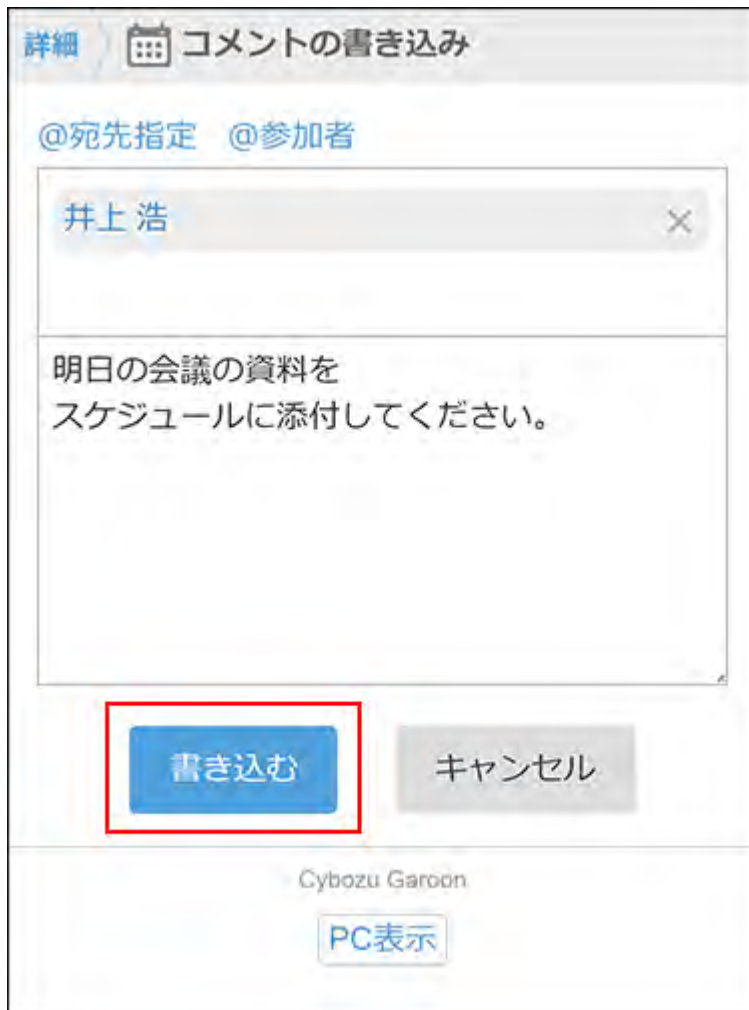 詳細 コメントの書き込み
@宛先指定 @参加者
井上 浩
明日の会議の資料を
スケジュールに添付してください。
書き込む キャンセル
Cybozu Garoon
PC表示